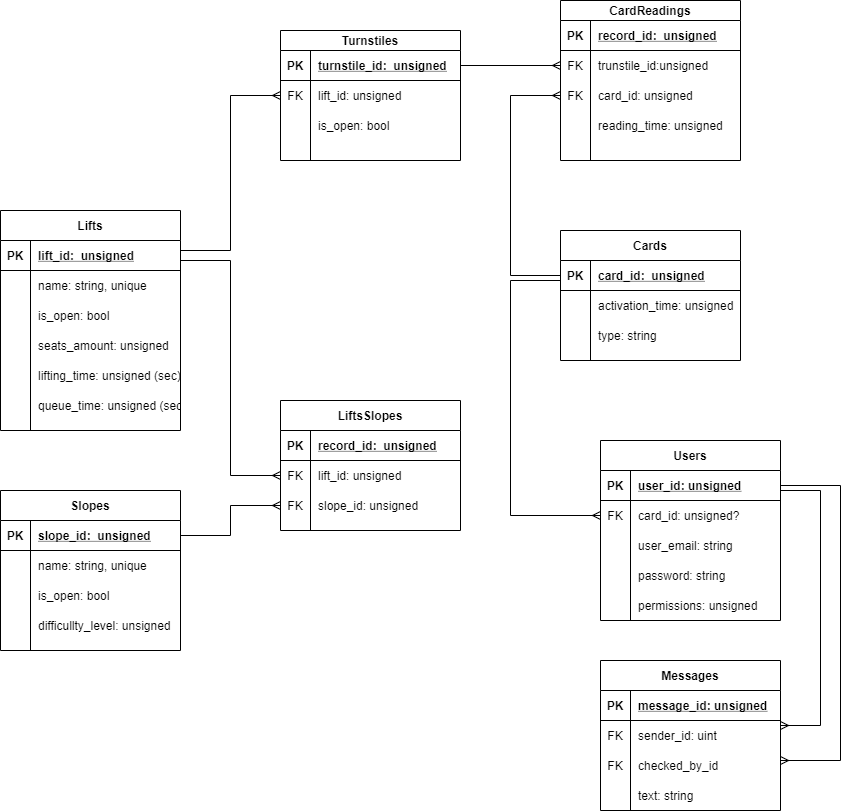 CardReadings
PK record_id: unsigned
FK trunstile_id:unsigned
FK card_id: unsigned
reading_time: unsigned
Turnstiles
PK turnstile_id: unsigned
FK lift_id: unsigned
is_open: bool
Lifts
PK lift_id: unsigned
name: string, unique
is_open: bool
seats_amount: unsigned
lifting_time: unsigned (sec)
queue_time: unsigned (sec
Cards
PK card_id: unsigned
activation_time: unsigned
type: string
LiftsSlopes
PK record_id: unsigned
FK lift_id: unsigned
FK slope_id: unsigned
Slopes
PK slope_id: unsigned
name: string, unique
is_open: bool
difficullty_level: unsigned
Users
PK user_id: unsigned
FK card_id: unsigned?
user_email: string
password: string
permissions: unsigned
Messages
PK message_id: unsigned
FK sender_id: uint
FK checked_by_id
text: string